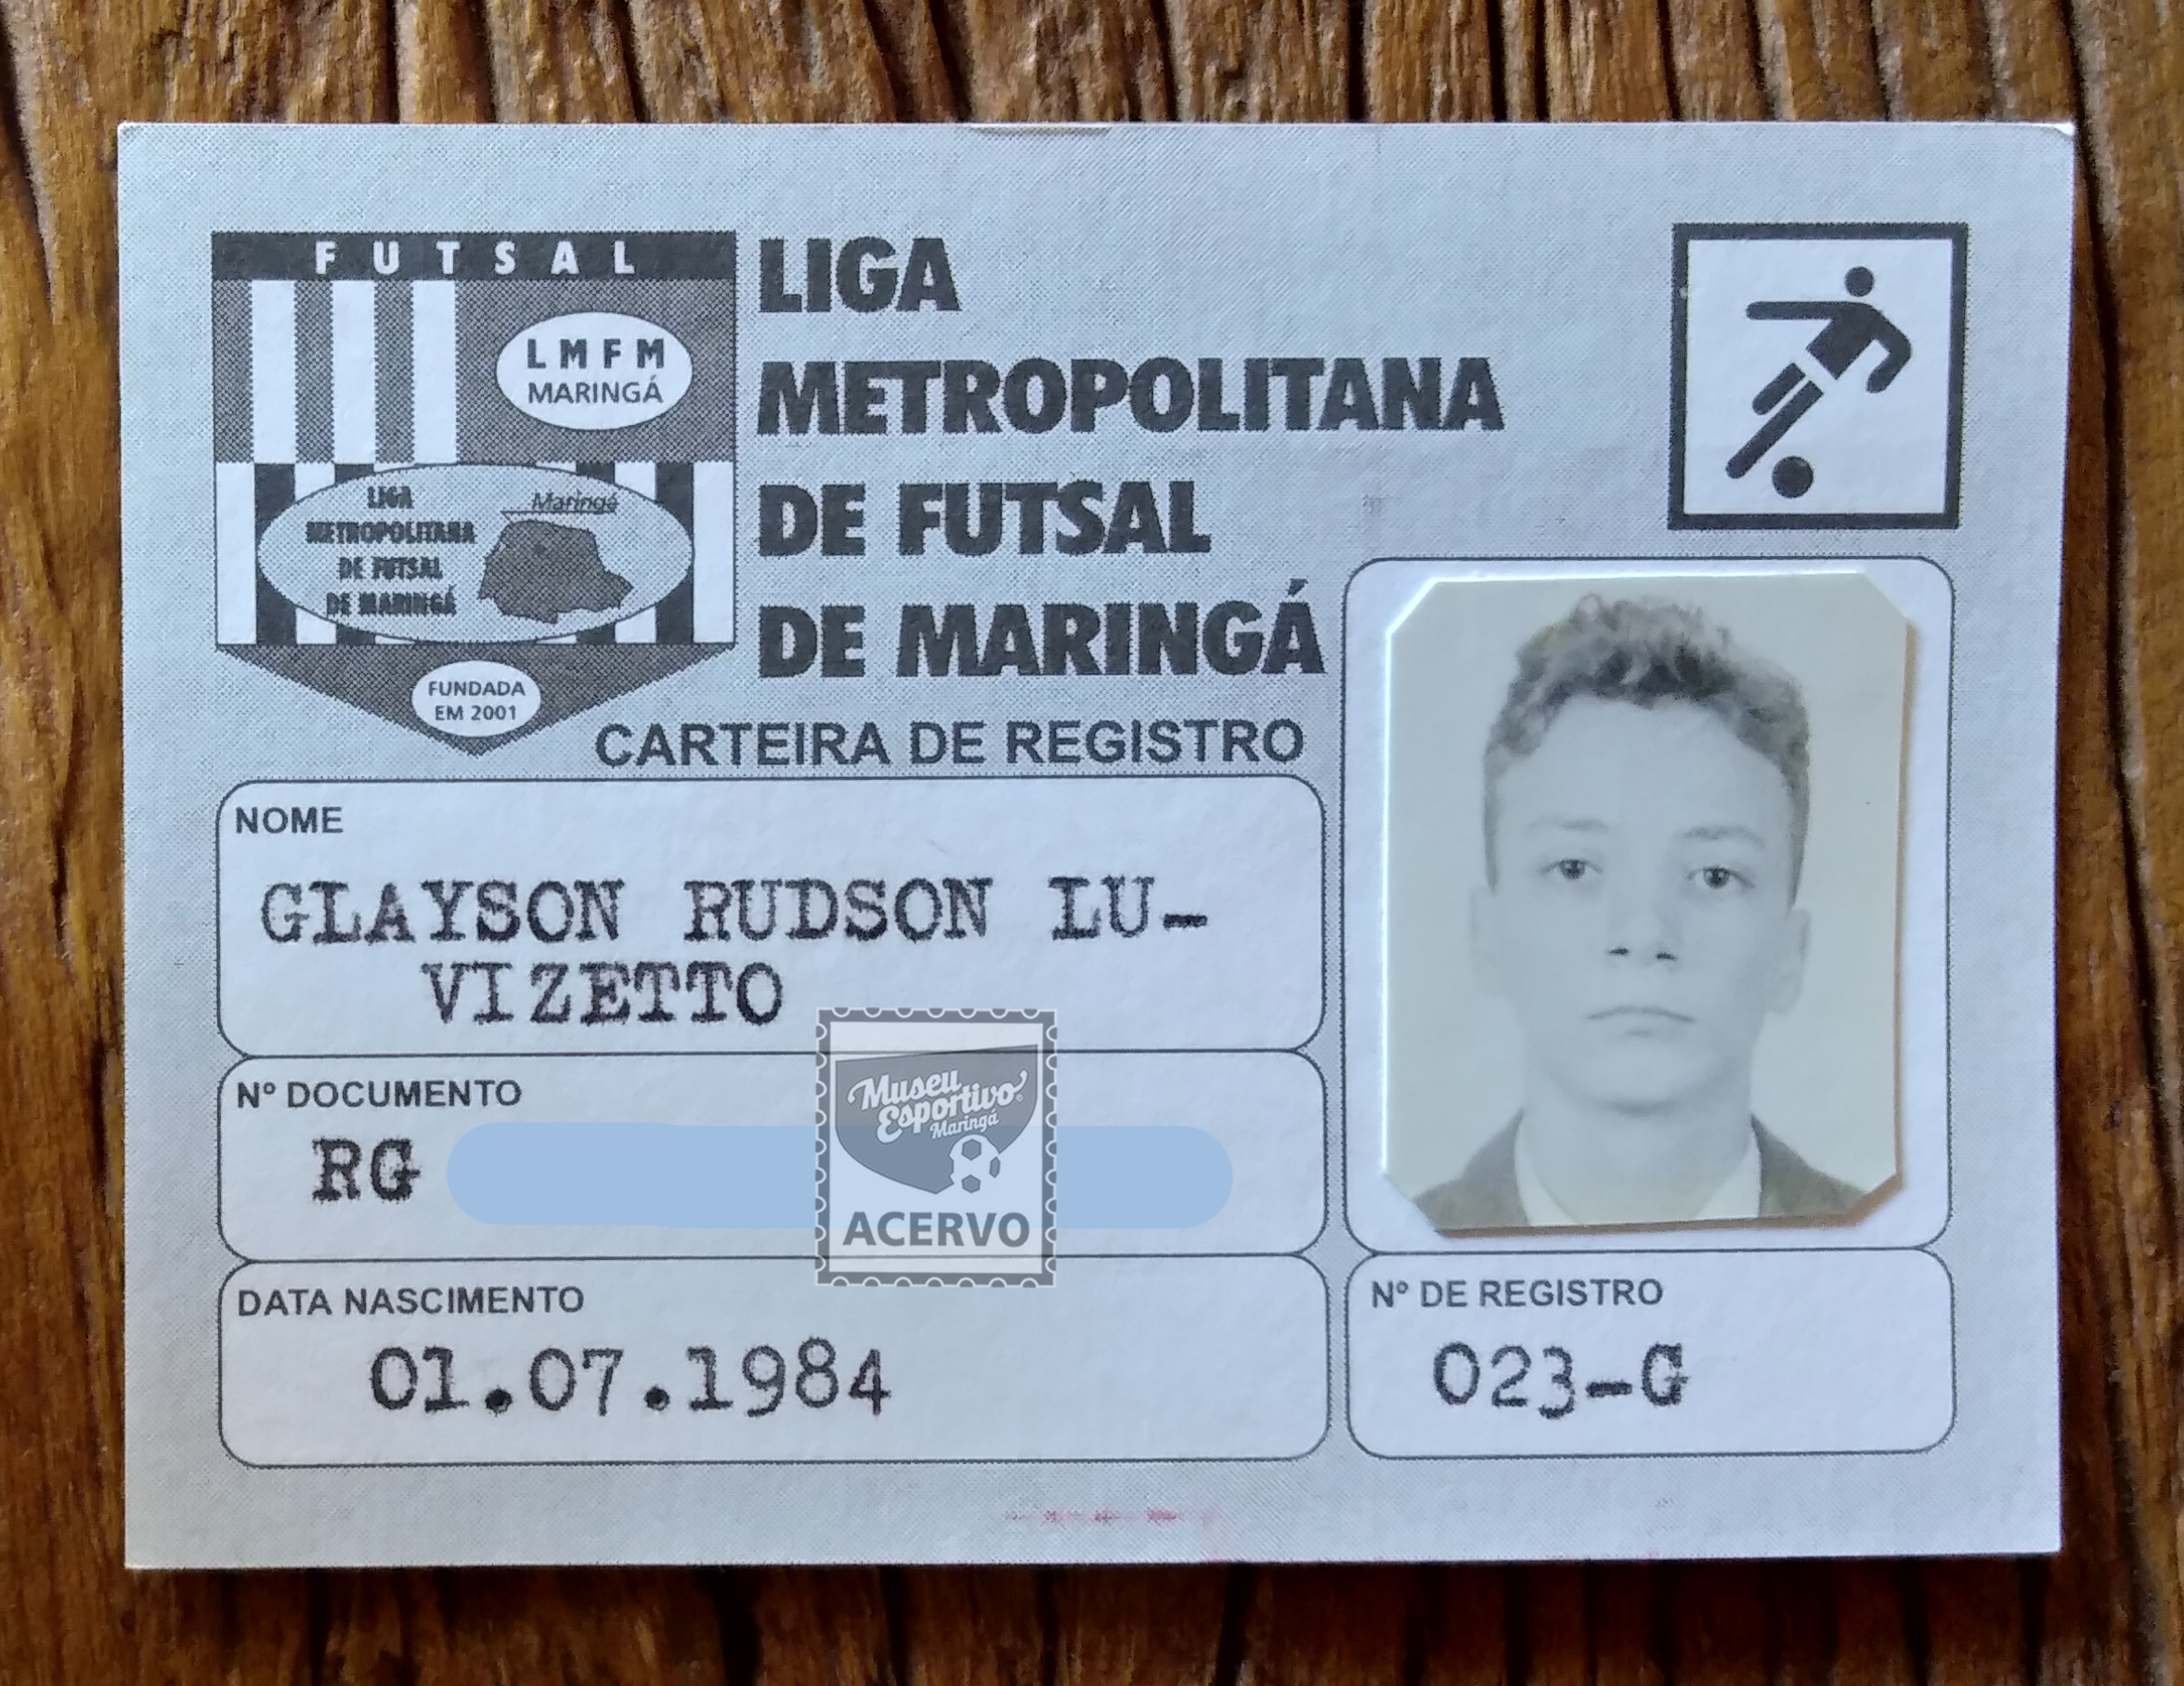 FUTSAL
LMFM
MARINGÁ
LIGA
METROPOLITANA
DE FUTSAL
DE MARINGÁ
Maringá
FUNDADA
EM 2001
LIGA
METROPOLITANA
DE FUTSAL
DE MARINGÁ
CARTEIRA DE REGISTRO
NOME
GLAYSON RUDSON LU-
VIZETTO
Nº DOCUMENTO
RG
Museu
Esportivo
Maringá
ACERVO
DATA NASCIMENTO
01.07.1984
Nº DE REGISTRO
023-G